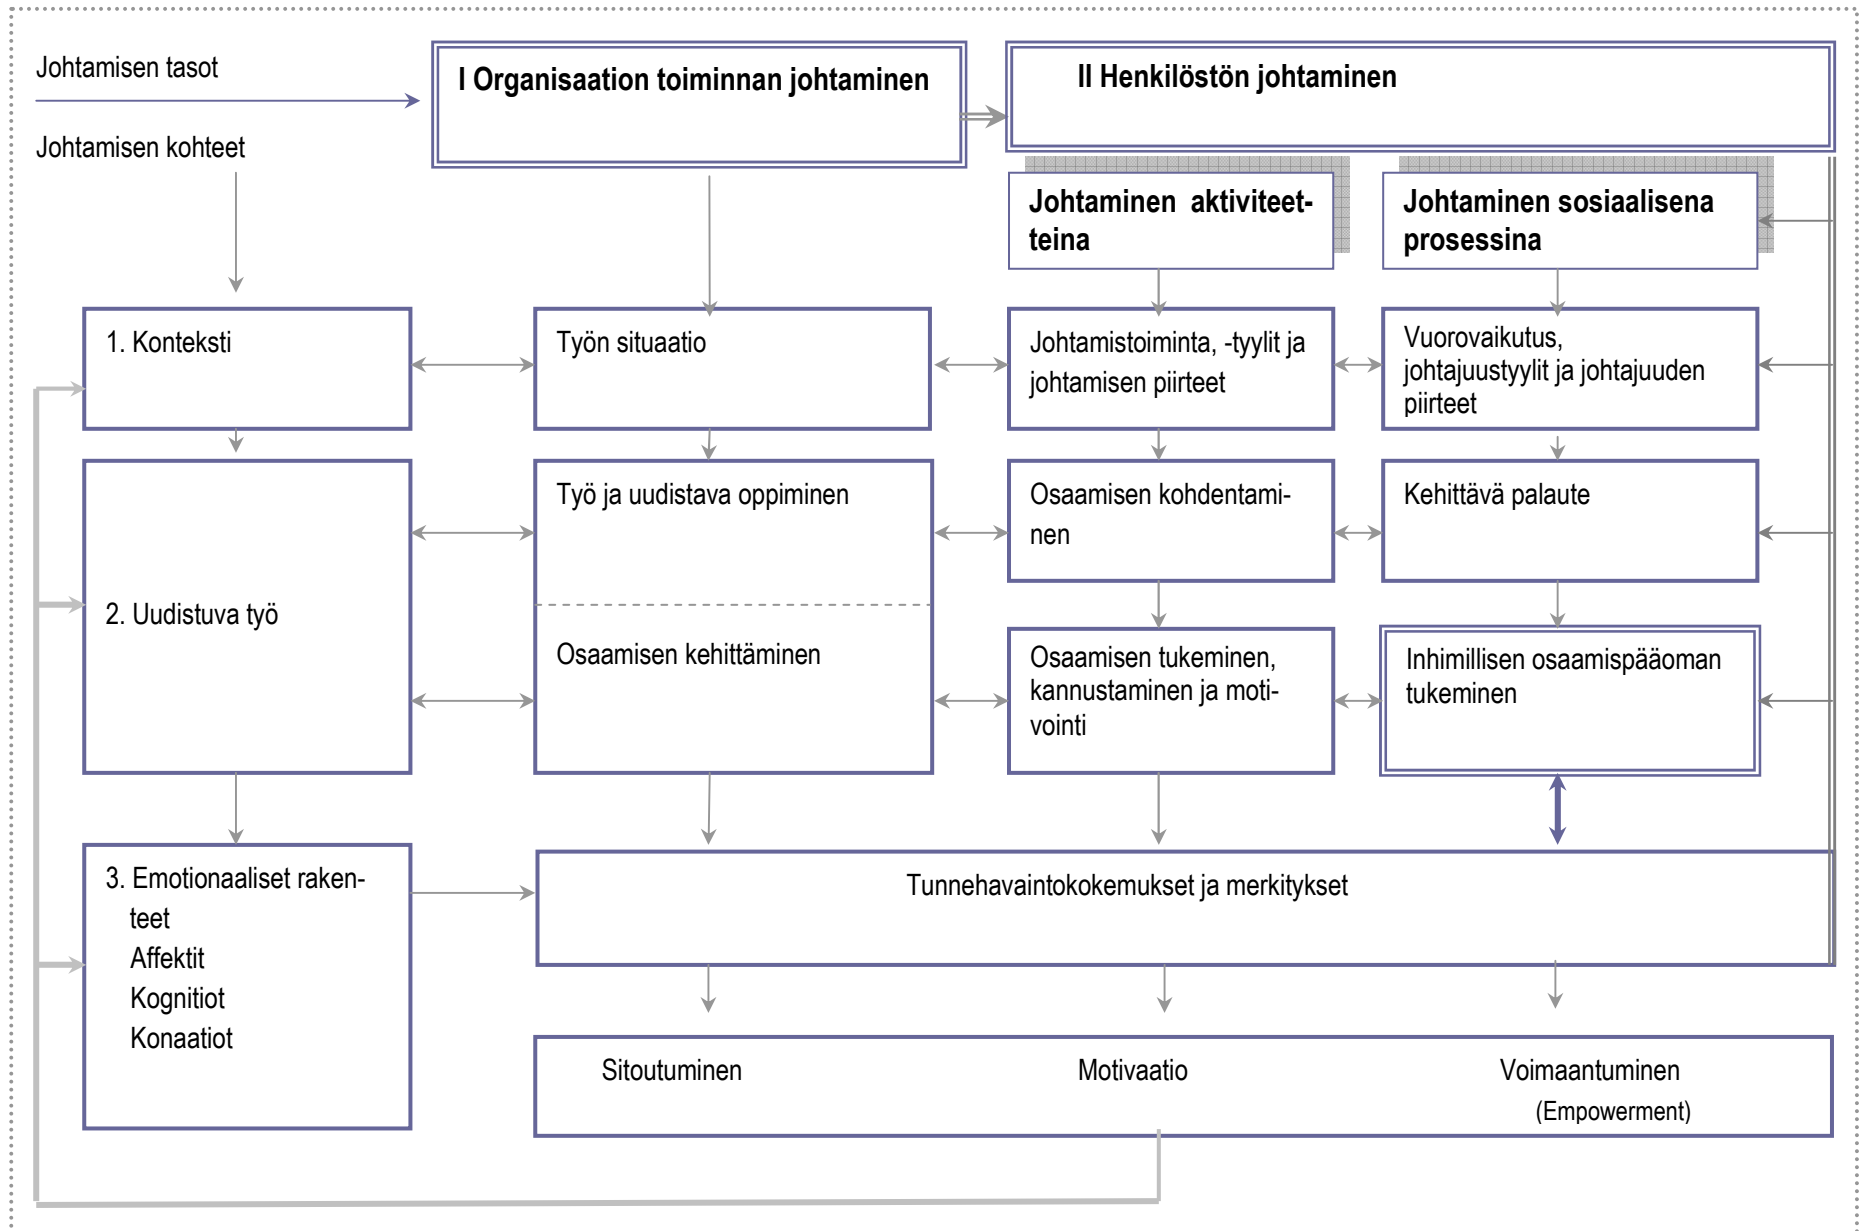 Johtamisen tasot
I Organisaation toiminnan johtaminen
II Henkilöstön johtaminen
Johtamisen kohteet
Johtaminen aktiviteet-
teina
Johtaminen sosiaalisena
prosessina
1. Konteksti
Työn situaatio
Johtamistoiminta, -tyylit ja
johtamisen piirteet
Vuorovaikutus,
johtajuustyylit ja johtajuuden
piirteet
2. Uudistuva työ
Työ ja uudistava oppiminen
Osaamisen kohdentami-
nen
Kehittävä palaute
Osaamisen kehittäminen
Osaamisen tukeminen,
kannustaminen ja moti-
vointi
Inhimillisen osaamispääoman
tukeminen
3. Emotionaaliset raken-
teet
Affektit
Kognitiot
Konaatiot
Tunnehavaintokokemukset ja merkitykset
Sitoutuminen
Motivaatio
Voimaantuminen
(Empowerment)